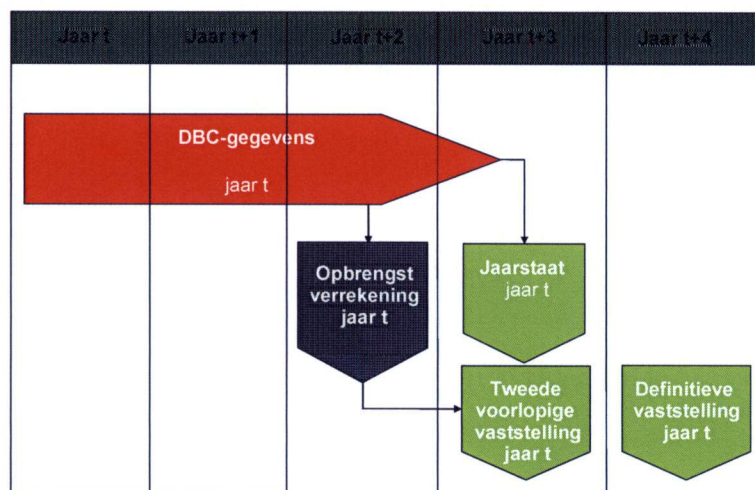 Jaar t
Jaar t+1
Jaar t+2
Jaar t+3
Jaar t+4
DBC-gegevens
jaar t
Opbrengst
verrekening
jaar t
Jaarstaat
jaar t
Tweede
voorlopige
vaststelling
jaar t
Definitieve
vaststelling
jaar t